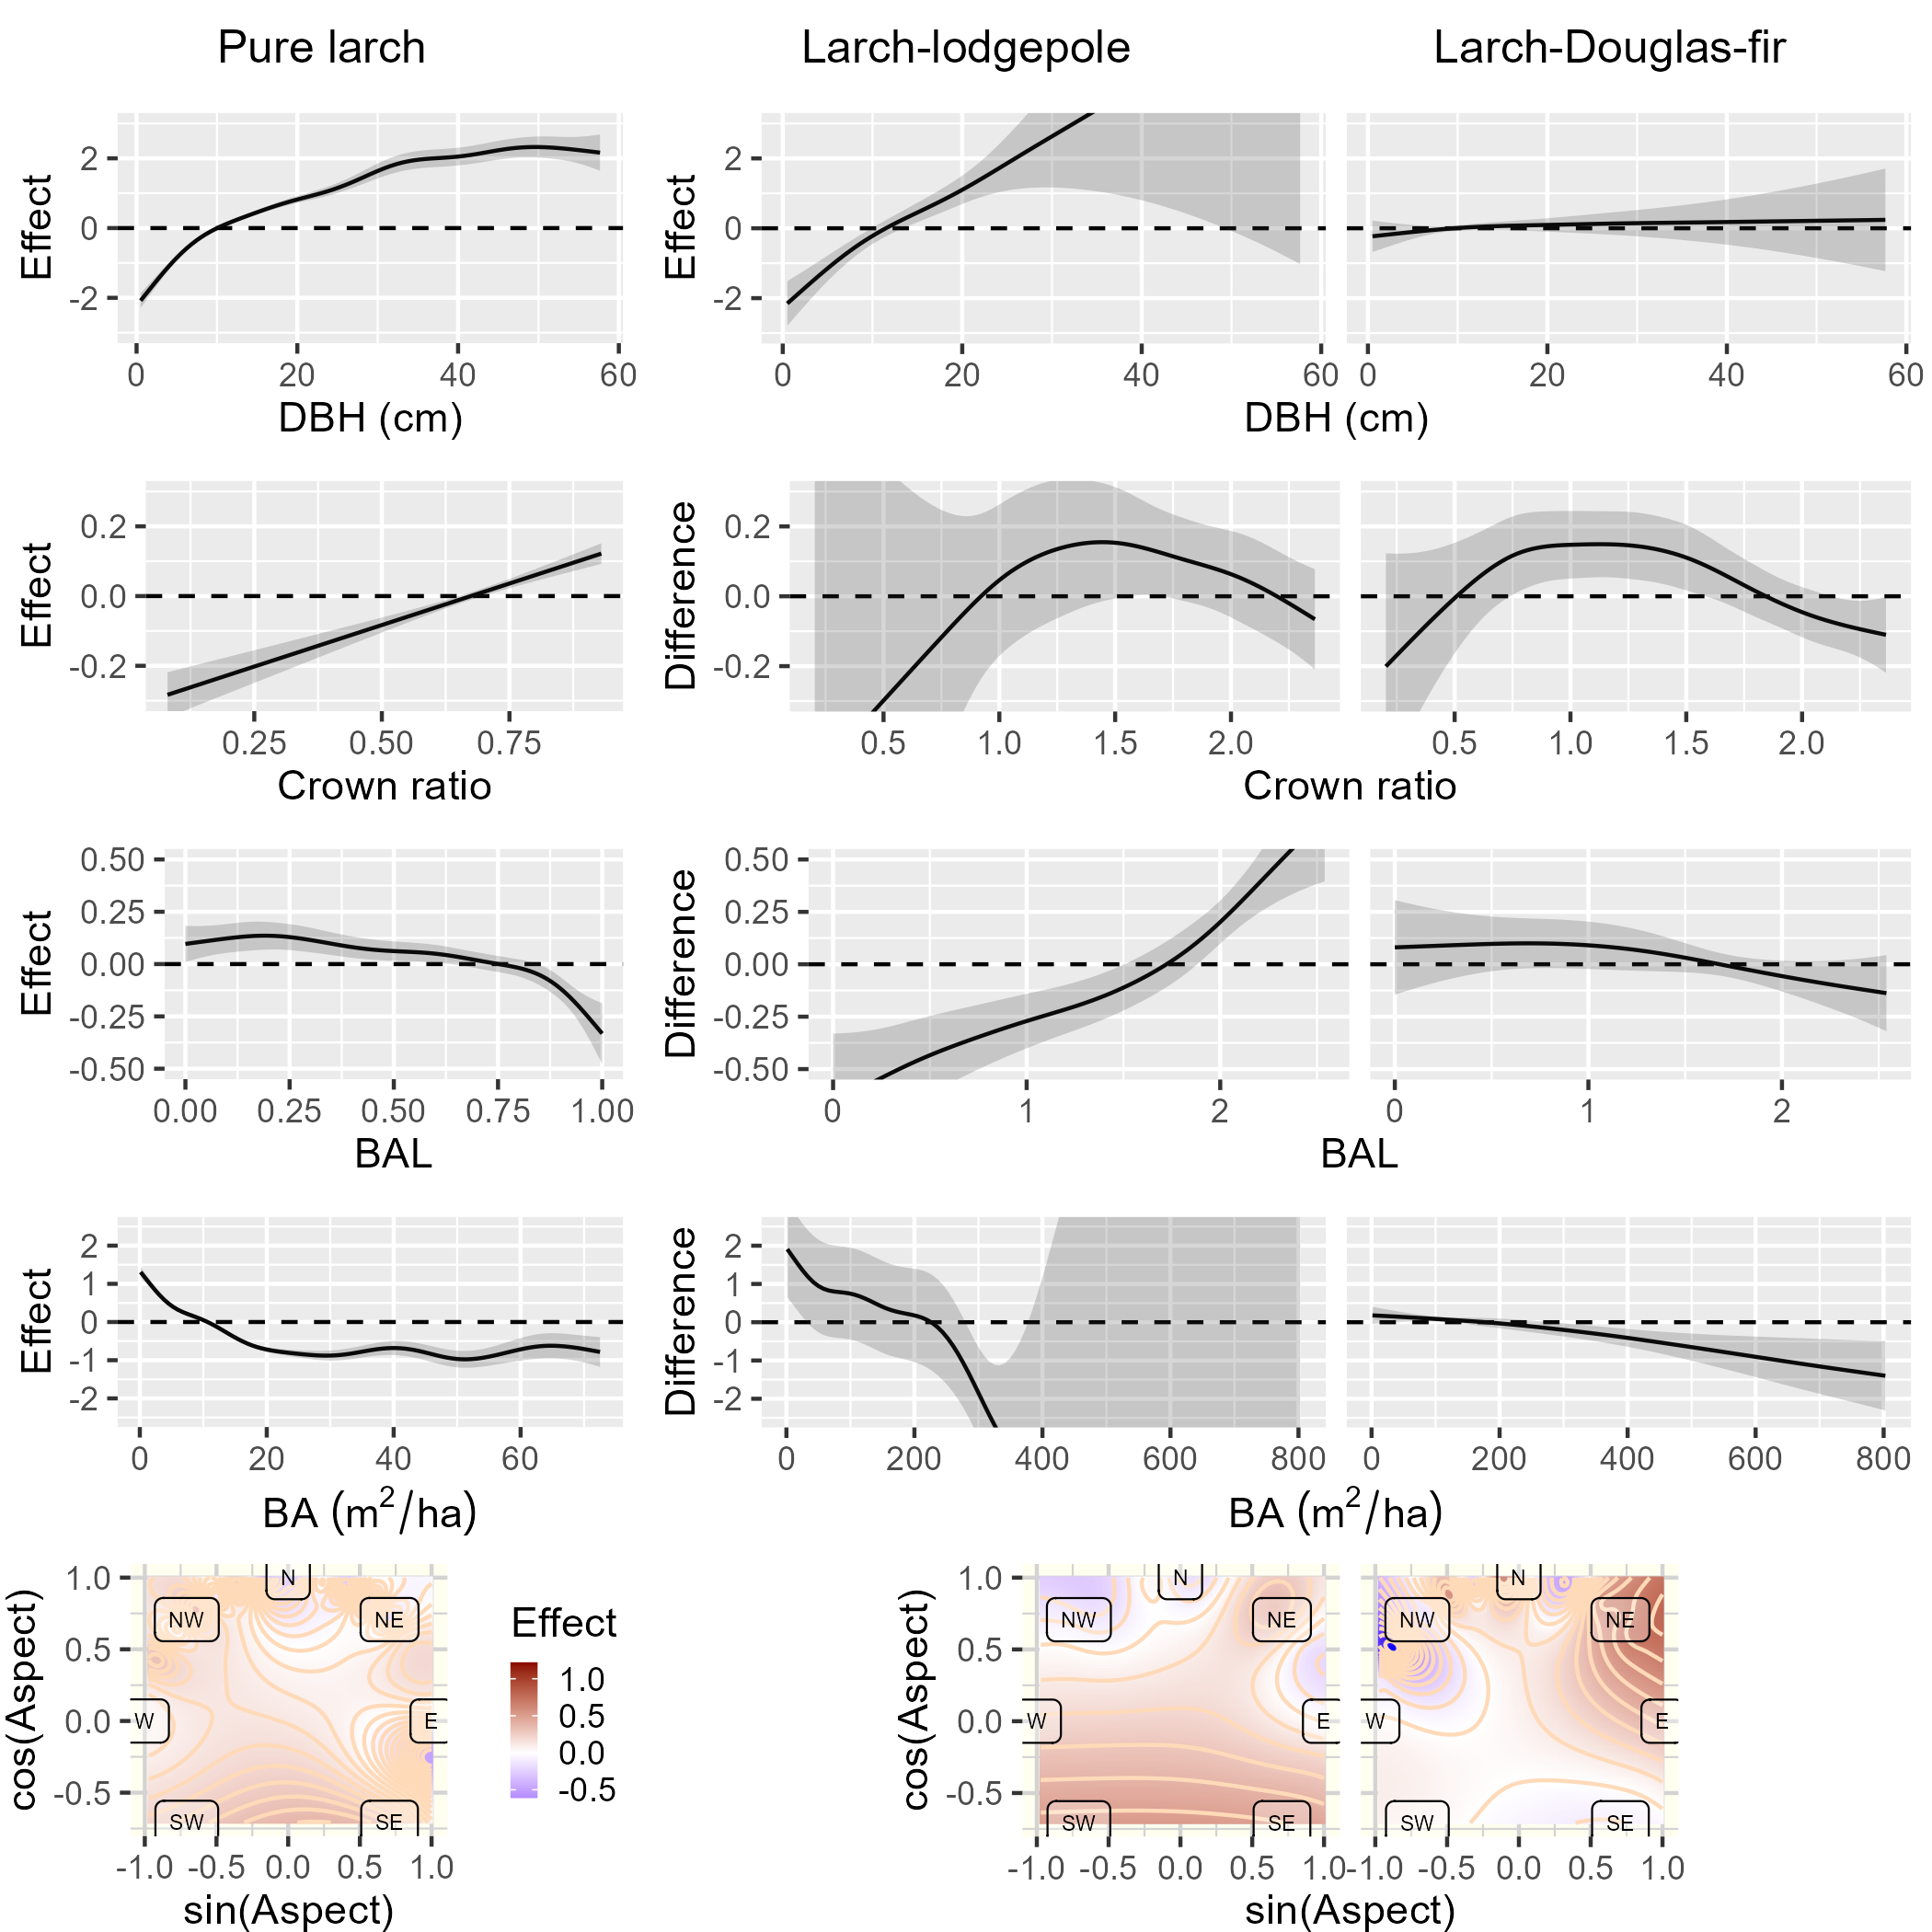 Pure larch Larch-lodgepole Larch-Douglas-fir
Effect 2 0 -2 0 20 40 60 DBH (cm)
Effect 2 0 -2 0 20 40 60 0 20 40 60 DBH (cm)
Effect 0.2 0.0 -0.2 0.25 0.50 0.75 Crown ratio
Difference 0.2 0.0 -0.2 0.5 1.0 1.5 2.0 0.5 1.0 1.5 2.0 Crown ratio
Effect 0.50 0.25 0.00 -0.25 -0.50 0.00 0.25 0.50 0.75 1.00 BAL
Difference 0.50 0.25 0.00 -0.25 -0.50 0 1 2 0 1 2 BAL
Effect 2 1 0 -1 -2 0 20 40 60 BA (m²/ha)
Difference 2 1 0 -1 -2 0 200 400 600 800 0 200 400 600 800 BA (m²/ha)
cos(Aspect) 1.0 0.5 0.0 -0.5 N NW NE W E SW SE -1.0 -0.5 0.0 0.5 1.0 sin(Aspect)
Effect 1.0 0.5 0.0 -0.5
cos(Aspect) 1.0 0.5 0.0 -0.5 N NW NE W E SW SE N NW NE W E SW SE -1.0 -0.5 0.0 0.5 1.0 -1.0 -0.5 0.0 0.5 1.0 sin(Aspect)